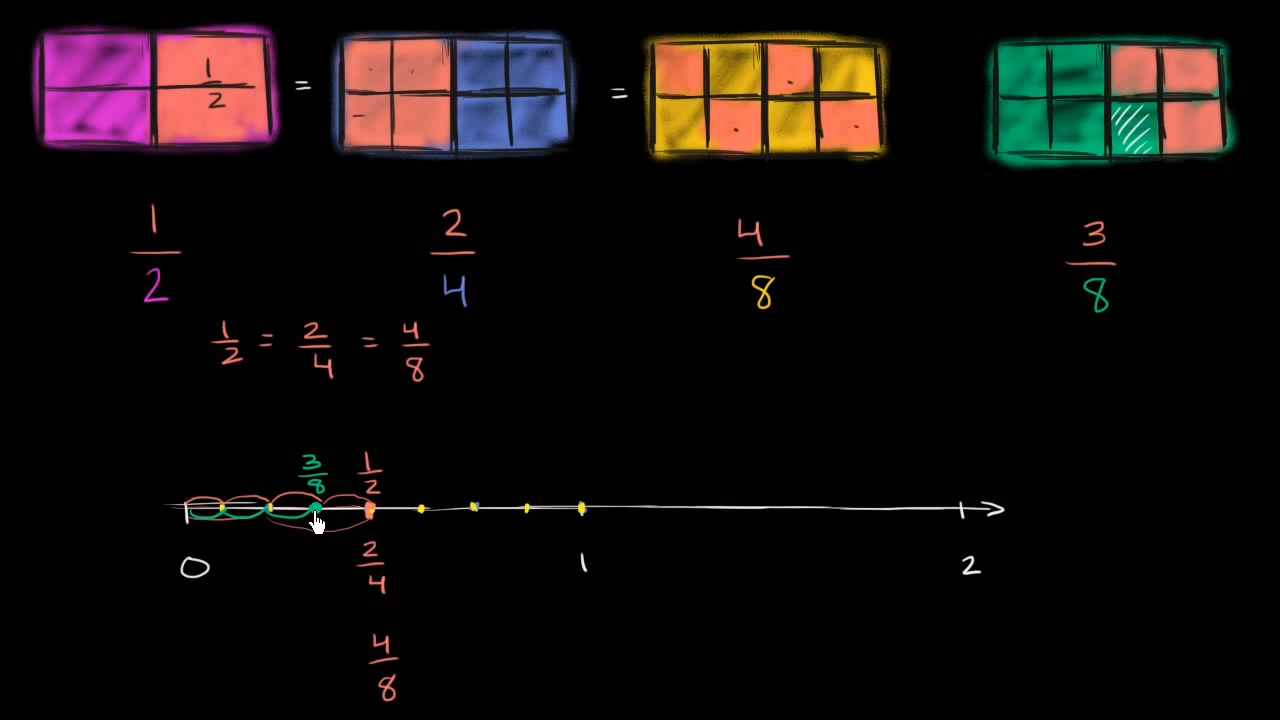 1/2 = =
1/2 2/4 4/8 3/8
1/2 = 2/4 = 4/8
3/8 1/2
0 2/4 1 2
4/8